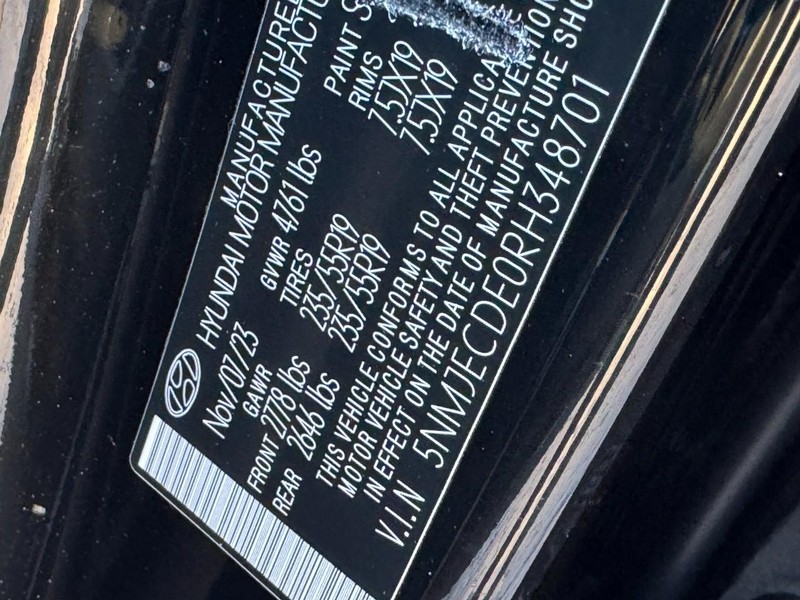 MANUFACTURE
HYUNDAI MOTOR MANUFACTU
Nov/07/23
GVWR 4761 lbs
PAINT S
GAWR TIRES RIMS
FRONT 2178 lbs 235/55R19 7.5JX19
REAR 2646 lbs 235/55R19 7.5JX19
THIS VEHICLE CONFORMS TO ALL APPLICA
MOTOR VEHICLE SAFETY AND THEFT PREVENTION
IN EFFECT ON THE DATE OF MANUFACTURE SHO
V.I.N 5NMJECDE0RH348701